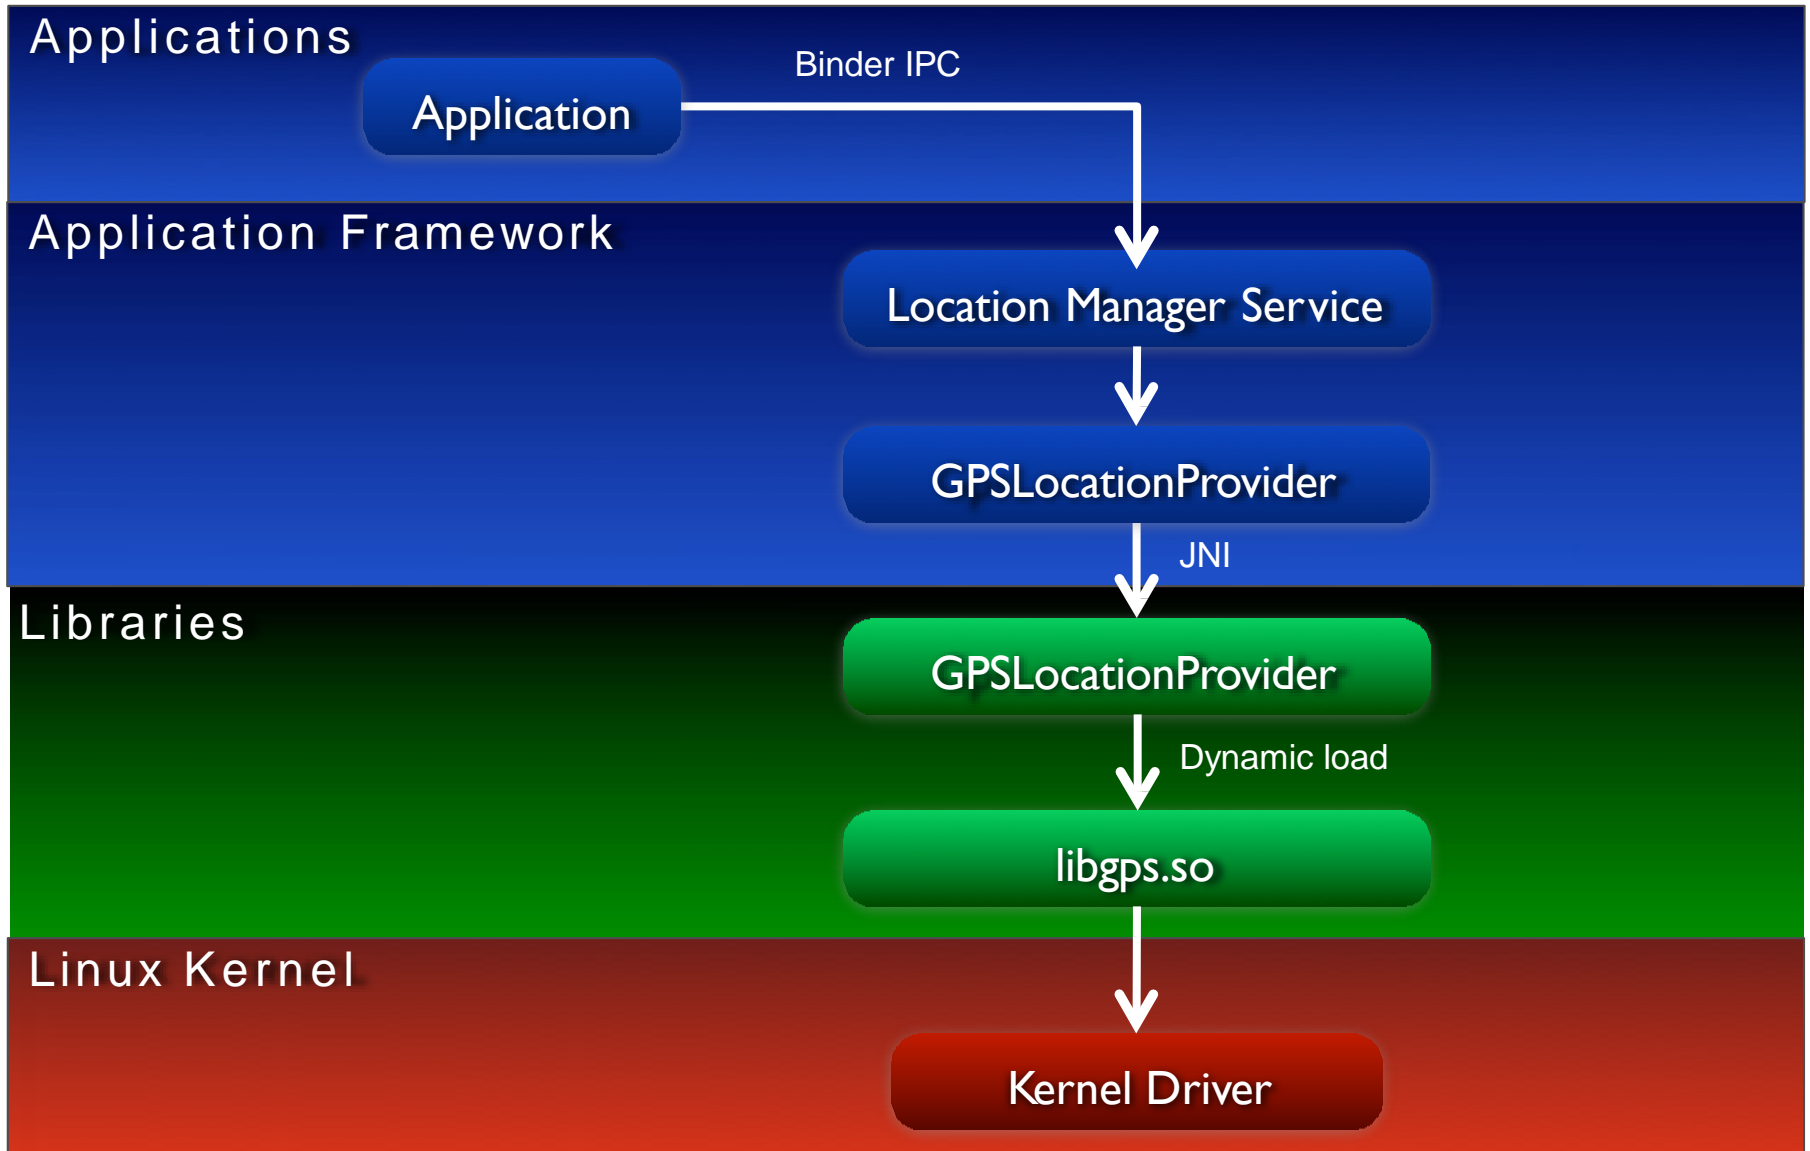 Applications
Binder IPC
Application
Application Framework
Location Manager Service
GPSLocationProvider
JNI
Libraries
GPSLocationProvider
Dynamic load
libgps.so
Linux Kernel
Kernel Driver